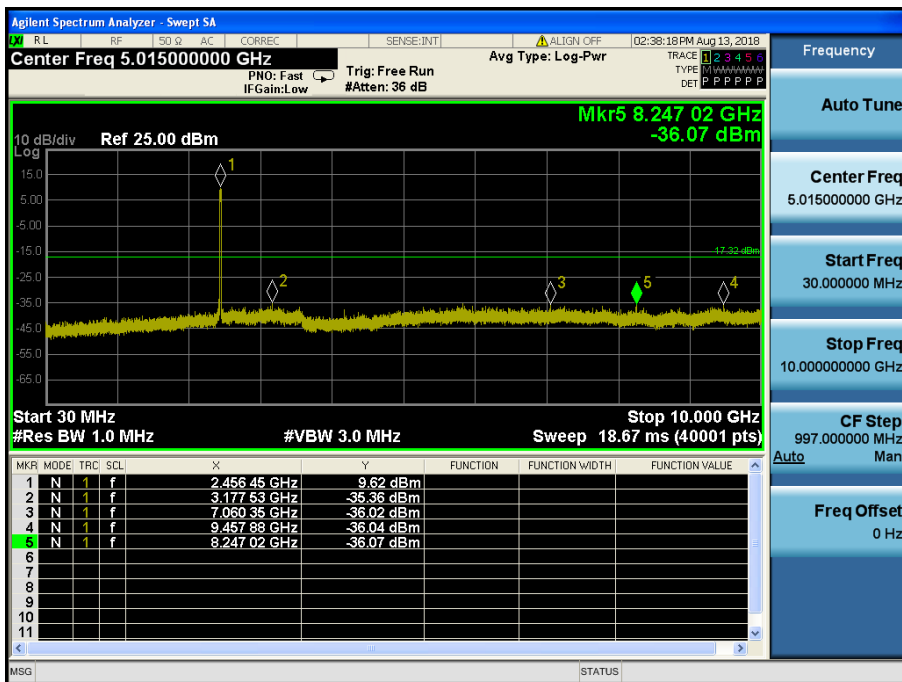 Agilent Spectrum Analyzer - Swept SA
LXI RL RF 50 Ω AC CORREC SENSE:INT ALIGN OFF 02:38:18 PM Aug 13, 2018
Center Freq 5.015000000 GHz
PNO: Fast
IFGain:Low
Trig: Free Run
#Atten: 36 dB
Avg Type: Log-Pwr
TRACE 1 2 3 4 5 6
TYPE M W W W W W
DET P P P P P P
Mkr5 8.247 02 GHz
-36.07 dBm
10 dB/div Ref 25.00 dBm
Log
15.0
5.00
-5.00
-15.0
-25.0
-35.0
-45.0
-55.0
-65.0
1
2
3
5
4
-17.32 dBm
Start 30 MHz Stop 10.000 GHz
#Res BW 1.0 MHz #VBW 3.0 MHz Sweep 18.67 ms (40001 pts)
MKR MODE TRC SCL X Y FUNCTION FUNCTION WIDTH FUNCTION VALUE
1 N 1 f 2.456 45 GHz 9.62 dBm
2 N 1 f 3.177 53 GHz -35.36 dBm
3 N 1 f 7.060 35 GHz -36.02 dBm
4 N 1 f 9.457 88 GHz -36.04 dBm
5 N 1 f 8.247 02 GHz -36.07 dBm
6
7
8
9
10
11
MSG STATUS
Frequency
Auto Tune
Center Freq
5.015000000 GHz
Start Freq
30.000000 MHz
Stop Freq
10.000000000 GHz
CF Step
997.000000 MHz
Auto Man
Freq Offset
0 Hz